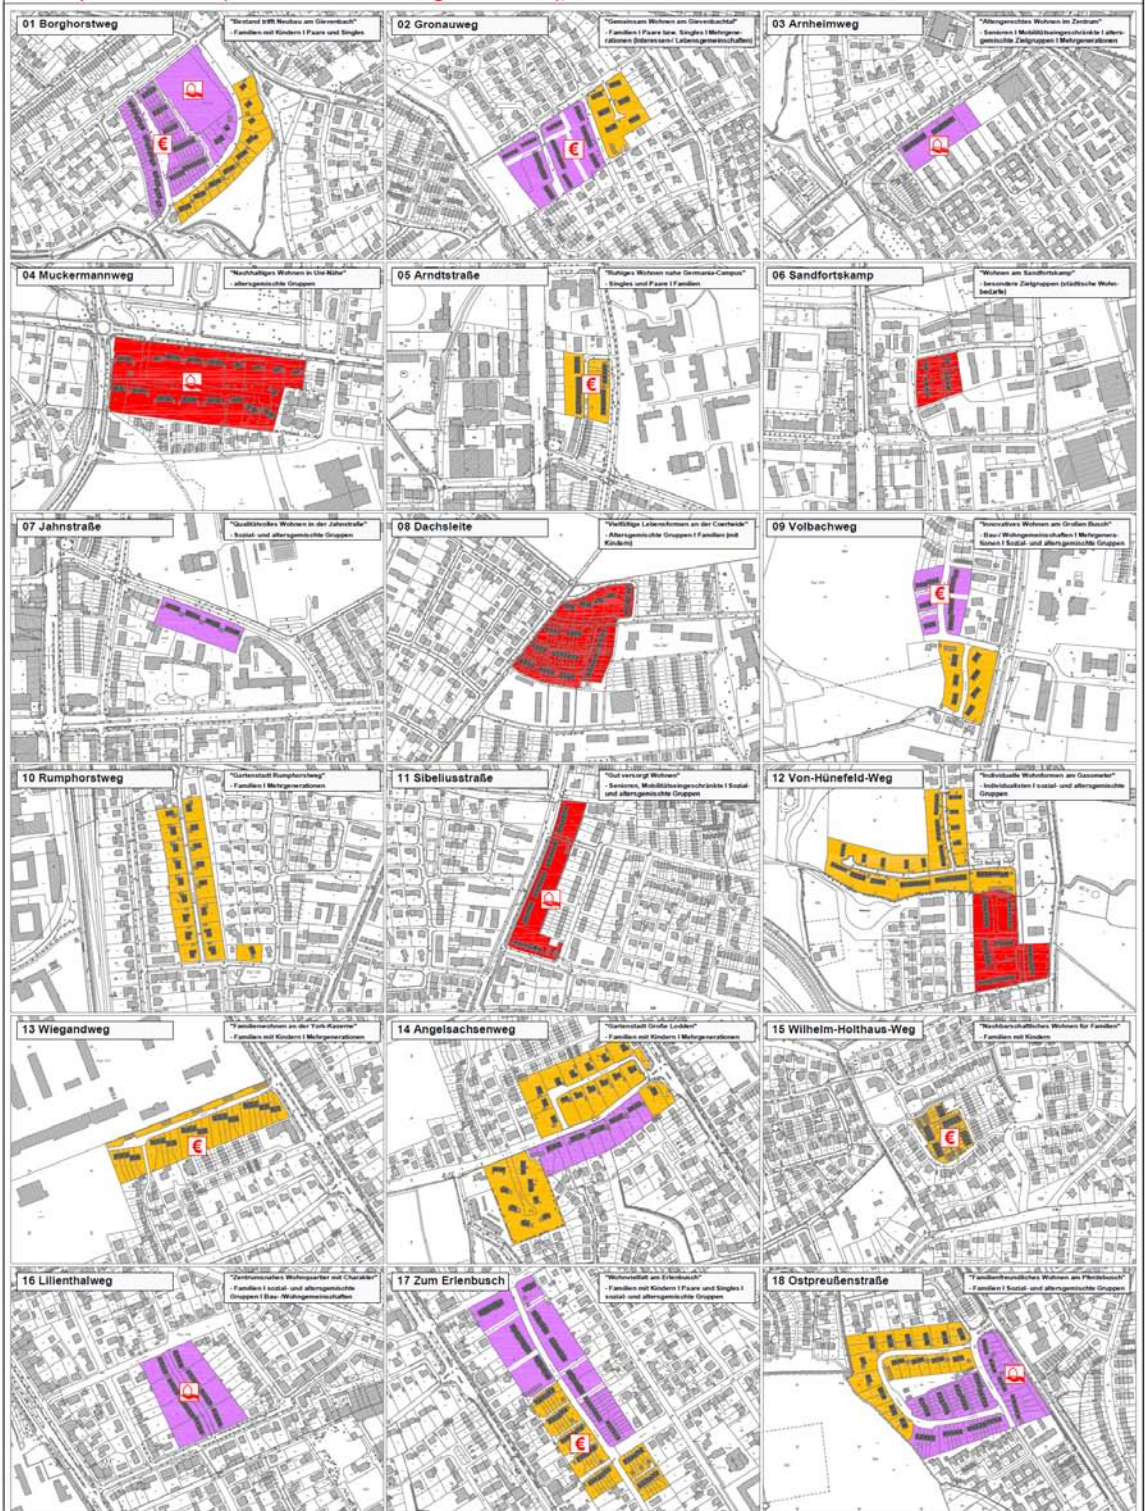 01 Borghorstweg
"Bestand trifft Neubau am Gievenbach"
- Familien mit Kindern I Paare und Singles
02 Gronauweg
"Gemeinsam Wohnen am Gievenbachtal"
- Familien I Paare bzw. Singles I Mehrgene-
rationen (Interessen-/ Lebensgemeinschaften)
03 Arnheimweg
"Altengerechtes Wohnen im Zentrum"
- Senioren I Mobilitätseingeschränkte I alters-
gemischte Zielgruppen I Mehrgenerationen
€
€
04 Muckermannweg
"Nachhaltiges Wohnen in Uni-Nähe"
- altersgemischte Gruppen
05 Arndtstraße
"Ruhiges Wohnen nahe Germania-Campus"
- Singles und Paare I Familien
06 Sandfortskamp
"Wohnen am Sandfortskamp"
- besondere Zielgruppen (städtische Wohn-
bedarfe)
€
07 Jahnstraße
"Qualitätvolles Wohnen in der Jahnstraße"
- Sozial- und altersgemischte Gruppen
08 Dachsleite
"Vielfältige Lebensformen an der Coerheide"
- Altersgemischte Gruppen I Familien (mit
Kindern)
09 Volbachweg
"Innovatives Wohnen am Großen Busch"
- Bau-/ Wohngemeinschaften I Mehrgenera-
tionen I Sozial- und altersgemischte Gruppen
€
10 Rumphorstweg
"Gartenstadt Rumphorstweg"
- Familien I Mehrgenerationen
11 Sibeliusstraße
"Gut versorgt Wohnen"
- Senioren, Mobilitätseingeschränkte I Sozial-
und altersgemischte Gruppen
12 Von-Hünefeld-Weg
"Individuelle Wohnformen am Gasometer"
- Individualisten I sozial- und altersgemischte
Gruppen
13 Wiegandweg
"Familienwohnen an der York-Kaserne"
- Familien mit Kindern I Mehrgenerationen
14 Angelsachsenweg
"Gartenstadt Große Lodden"
- Familien mit Kindern I Mehrgenerationen
15 Wilhelm-Holthaus-Weg
"Nachbarschaftliches Wohnen für Familien"
- Familien mit Kindern
€
€
16 Lilienthalweg
"Zentrumsnahes Wohnquartier mit Charakter"
- Familien I sozial- und altersgemischte
Gruppen I Bau- /Wohngemeinschaften
17 Zum Erlenbusch
"Wohnvielfalt am Erlenbusch"
- Familien mit Kindern I Paare und Singles I
sozial- und altersgemischte Gruppen
18 Ostpreußenstraße
"Familienfreundliches Wohnen am Pferdebusch"
- Familien I Sozial- und altersgemischte Gruppen
€